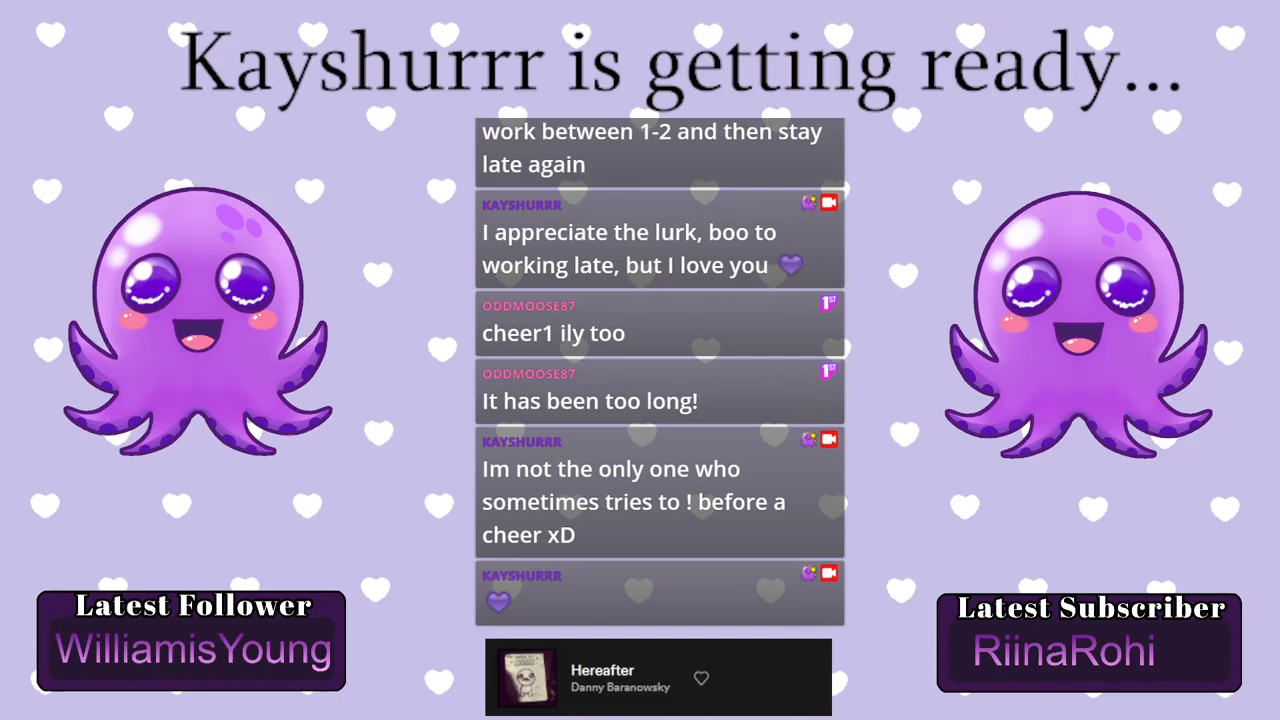 Kayshurrr is getting ready...
work between 1-2 and then stay
late again
KAYSHURRR
I appreciate the lurk, boo to
working late, but I love you
ODDMOOSE87
1ST
cheer1 ily too
ODDMOOSE87
1ST
It has been too long!
KAYSHURRR
Im not the only one who
sometimes tries to ! before a
cheer xD
KAYSHURRR
Latest Follower
WilliamisYoung
Latest Subscriber
RiinaRohi
Hereafter
Danny Baranowsky